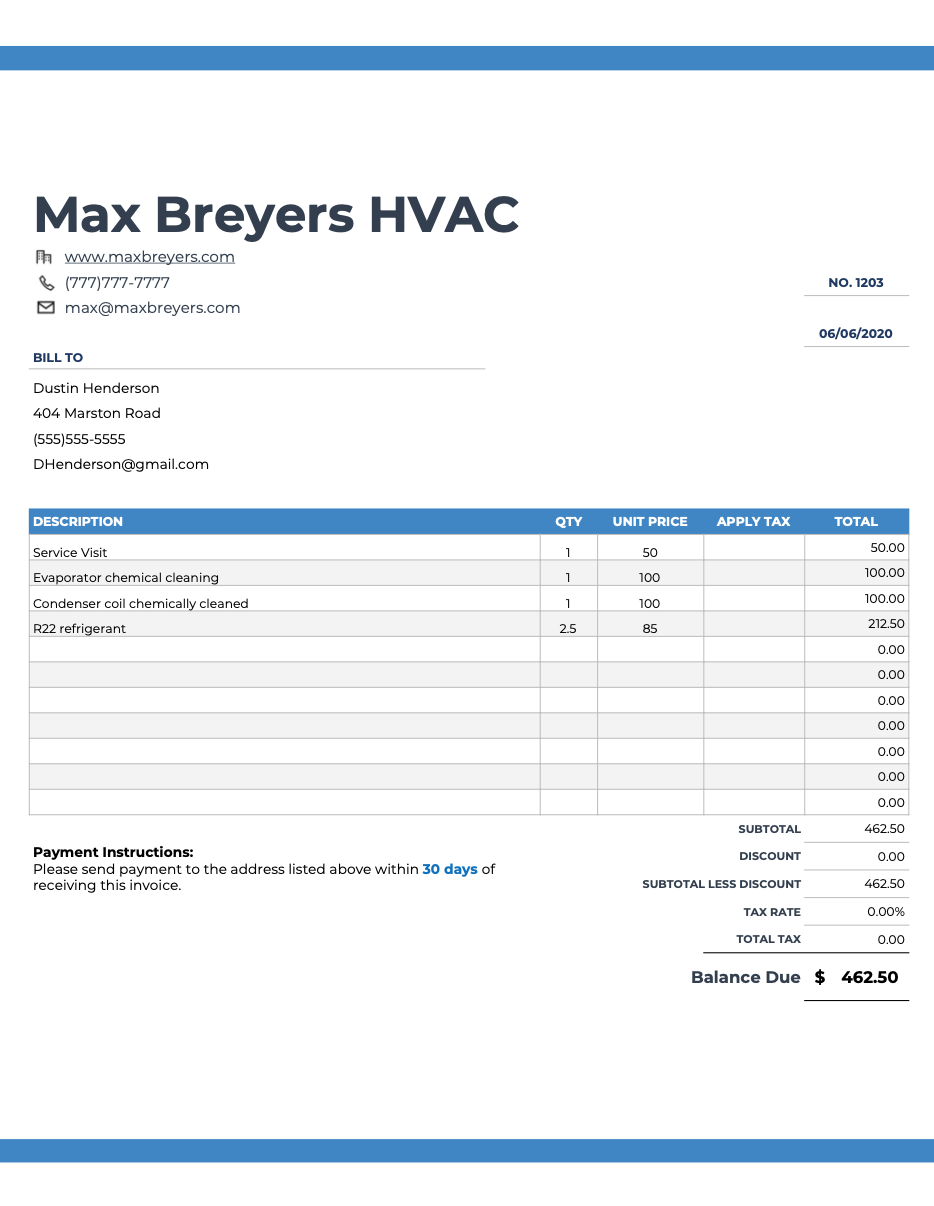 Max Breyers HVAC
www.maxbreyers.com
(777)777-7777
NO. 1203
max@maxbreyers.com
06/06/2020
BILL TO
Dustin Henderson
404 Marston Road
(555)555-5555
DHenderson@gmail.com
DESCRIPTION QTY UNIT PRICE APPLY TAX TOTAL
Service Visit 1 50 50.00
Evaporator chemical cleaning 1 100 100.00
Condenser coil chemically cleaned 1 100 100.00
R22 refrigerant 2.5 85 212.50
0.00
0.00
0.00
0.00
0.00
0.00
0.00
SUBTOTAL 462.50
Payment Instructions:
Please send payment to the address listed above within 30 days of
receiving this invoice.
DISCOUNT 0.00
SUBTOTAL LESS DISCOUNT 462.50
TAX RATE 0.00%
TOTAL TAX 0.00
Balance Due $ 462.50